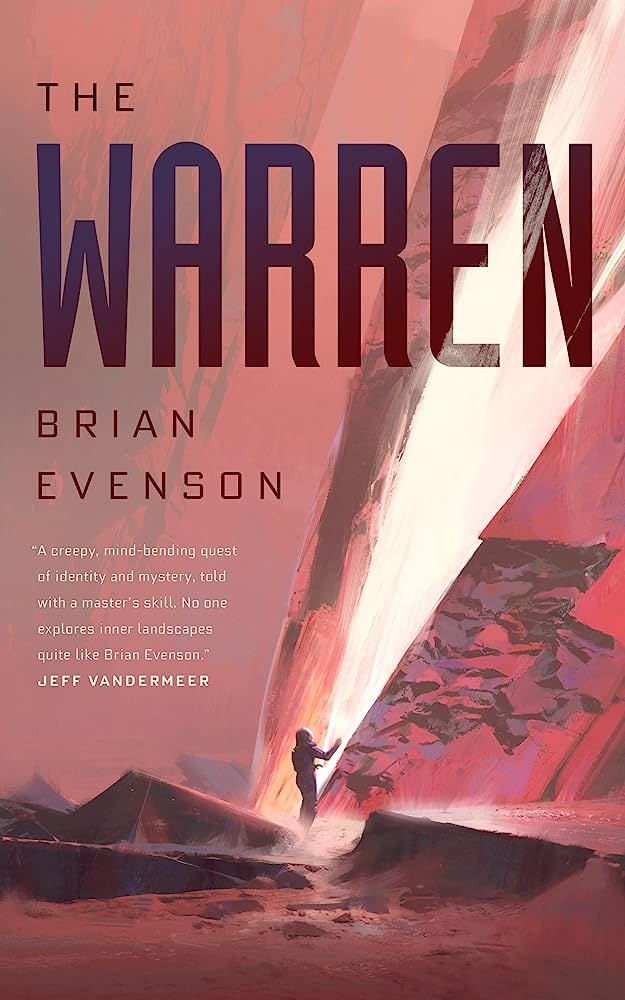 THE
WARREN
BRIAN
EVENSON
“A creepy, mind-bending quest
of identity and mystery, told
with a master’s skill. No one
explores inner landscapes
quite like Brian Evenson.”
JEFF VANDERMEER